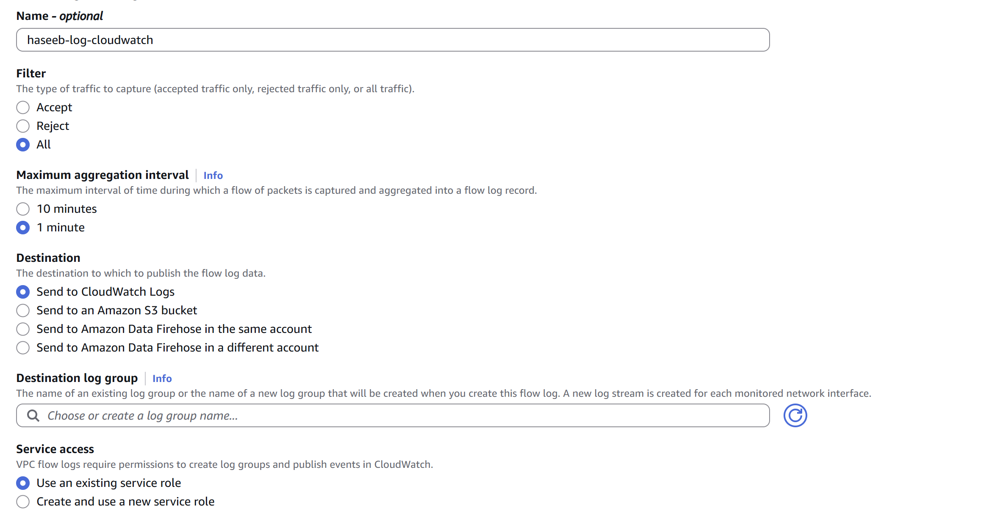 Name - optional
haseeb-log-cloudwatch
Filter
The type of traffic to capture (accepted traffic only, rejected traffic only, or all traffic).
Accept
Reject
All
Maximum aggregation interval Info
The maximum interval of time during which a flow of packets is captured and aggregated into a flow log record.
10 minutes
1 minute
Destination
The destination to which to publish the flow log data.
Send to CloudWatch Logs
Send to an Amazon S3 bucket
Send to Amazon Data Firehose in the same account
Send to Amazon Data Firehose in a different account
Destination log group Info
The name of an existing log group or the name of a new log group that will be created when you create this flow log. A new log stream is created for each monitored network interface.
Choose or create a log group name...
Service access
VPC flow logs require permissions to create log groups and publish events in CloudWatch.
Use an existing service role
Create and use a new service role